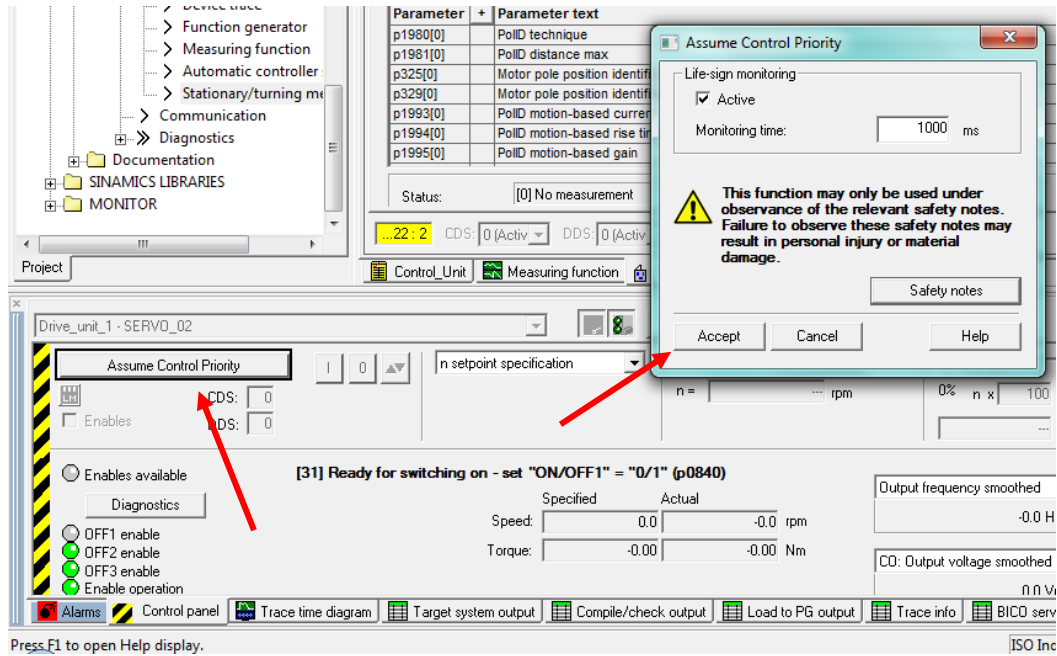 Device trace
Function generator
Measuring function
Automatic controller
Stationary/turning me
Communication
Diagnostics
Documentation
SINAMICS LIBRARIES
MONITOR
Project
Parameter + Parameter text
p1980[0] PolID technique
p1981[0] PolID distance max
p325[0] Motor pole position identifi
p329[0] Motor pole position identifi
p1993[0] PolID motion-based curren
p1994[0] PolID motion-based rise tim
p1995[0] PolID motion-based gain
Status: [0] No measurement
...22 : 2 CDS: 0 (Activ DDS: 0 (Activ
Control_Unit Measuring function
Assume Control Priority
Life-sign monitoring
Active
Monitoring time: 1000 ms
This function may only be used under
observance of the relevant safety notes.
Failure to observe these safety notes may
result in personal injury or material
damage.
Safety notes
Accept Cancel Help
Drive_unit_1 - SERVO_02
Assume Control Priority I 0 n setpoint specification
LM CDS: 0 n = --- rpm 0% n x 100
Enables DDS: 0 ---
Enables available [31] Ready for switching on - set "ON/OFF1" = "0/1" (p0840)
Diagnostics
Specified Actual
Speed: 0.0 -0.0 rpm
Torque: -0.00 -0.00 Nm
Output frequency smoothed
-0.0 H
CO: Output voltage smoothed
0.0 V
OFF1 enable
OFF2 enable
OFF3 enable
Enable operation
Alarms Control panel Trace time diagram Target system output Compile/check output Load to PG output Trace info BICO serv
Press F1 to open Help display. ISO Ind